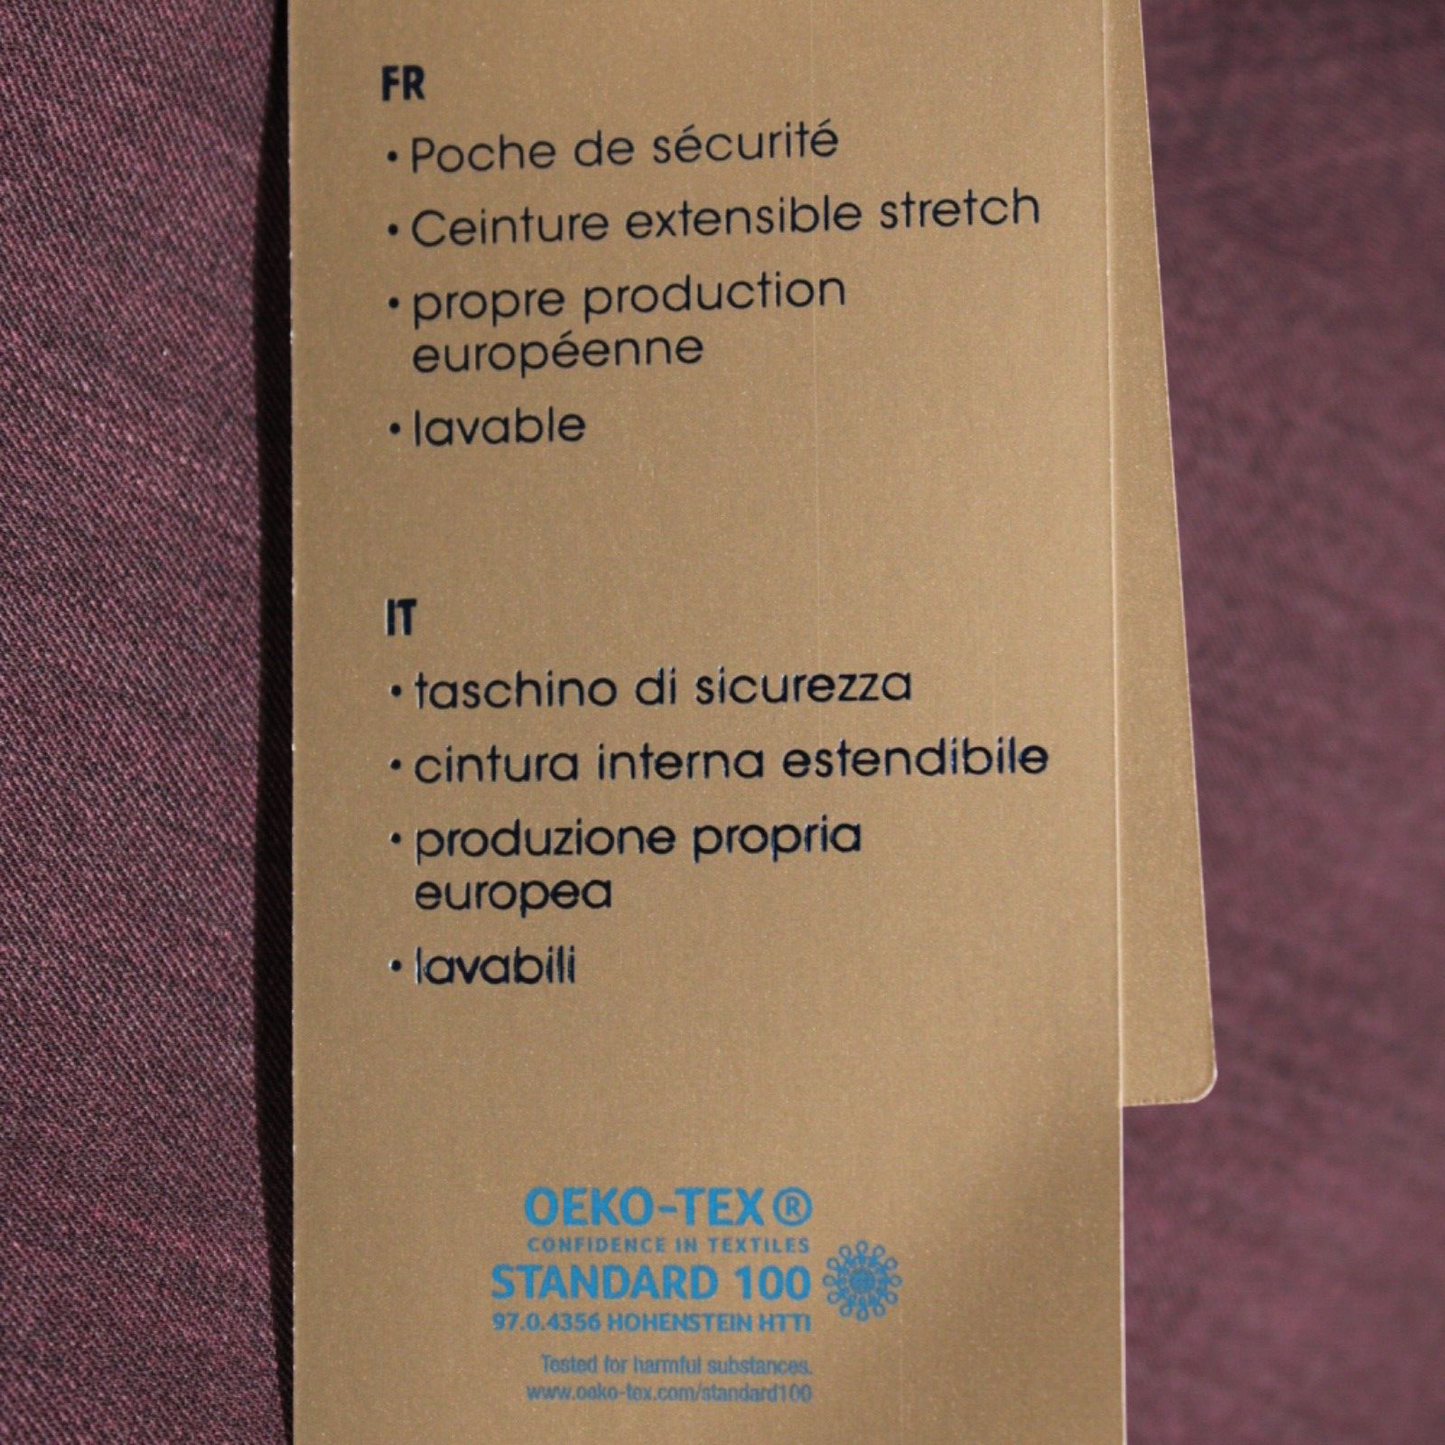 FR
• Poche de sécurité
• Ceinture extensible stretch
• propre production
européenne
• lavable
IT
• taschino di sicurezza
• cintura interna estendibile
• produzione propria
europea
• lavabili
OEKO-TEX®
CONFIDENCE IN TEXTILES
STANDARD 100
97.0.4356 HOHENSTEIN HTTI
Tested for harmful substances.
www.oeko-tex.com/standard100